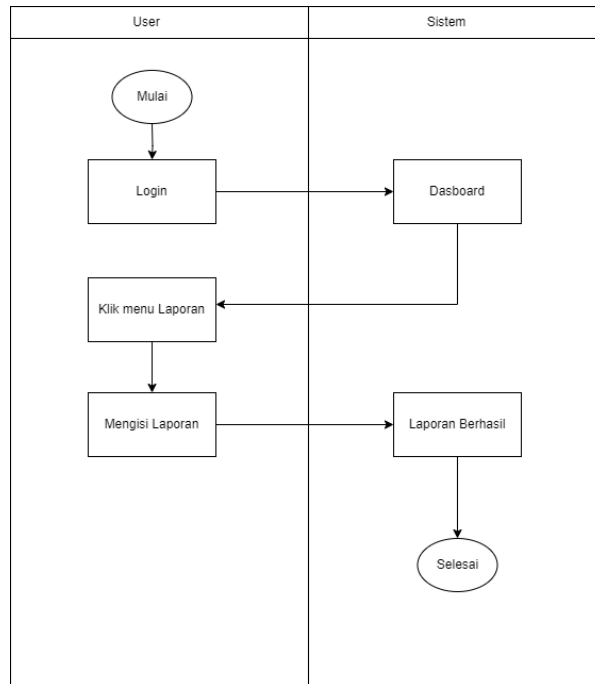 User
Sistem
Mulai
Login
Dasboard
Klik menu Laporan
Mengisi Laporan
Laporan Berhasil
Selesai